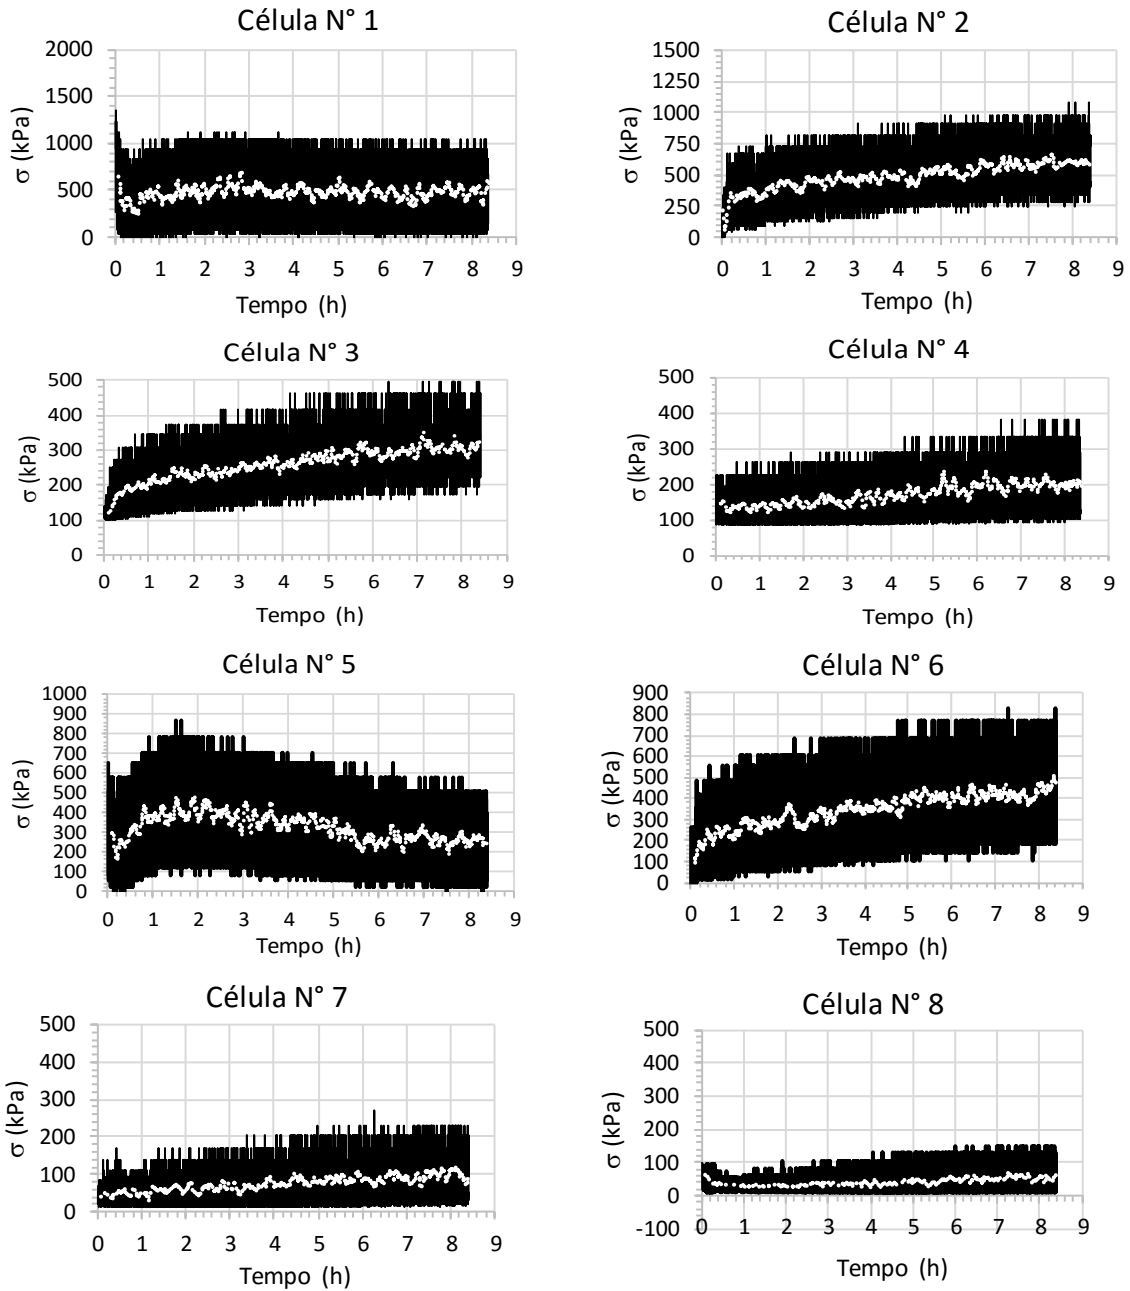 Célula N° 1
2000
1500
1000
500
0
σ (kPa)
0 1 2 3 4 5 6 7 8 9
Tempo (h)
Célula N° 2
1500
1250
1000
750
500
250
0
σ (kPa)
0 1 2 3 4 5 6 7 8 9
Tempo (h)
Célula N° 3
500
400
300
200
100
0
σ (kPa)
0 1 2 3 4 5 6 7 8 9
Tempo (h)
Célula N° 4
500
400
300
200
100
0
σ (kPa)
0 1 2 3 4 5 6 7 8 9
Tempo (h)
Célula N° 5
1000
900
800
700
600
500
400
300
200
100
0
σ (kPa)
0 1 2 3 4 5 6 7 8 9
Tempo (h)
Célula N° 6
900
800
700
600
500
400
300
200
100
0
σ (kPa)
0 1 2 3 4 5 6 7 8 9
Tempo (h)
Célula N° 7
500
400
300
200
100
0
σ (kPa)
0 1 2 3 4 5 6 7 8 9
Tempo (h)
Célula N° 8
500
400
300
200
100
0
-100
σ (kPa)
0 1 2 3 4 5 6 7 8 9
Tempo (h)